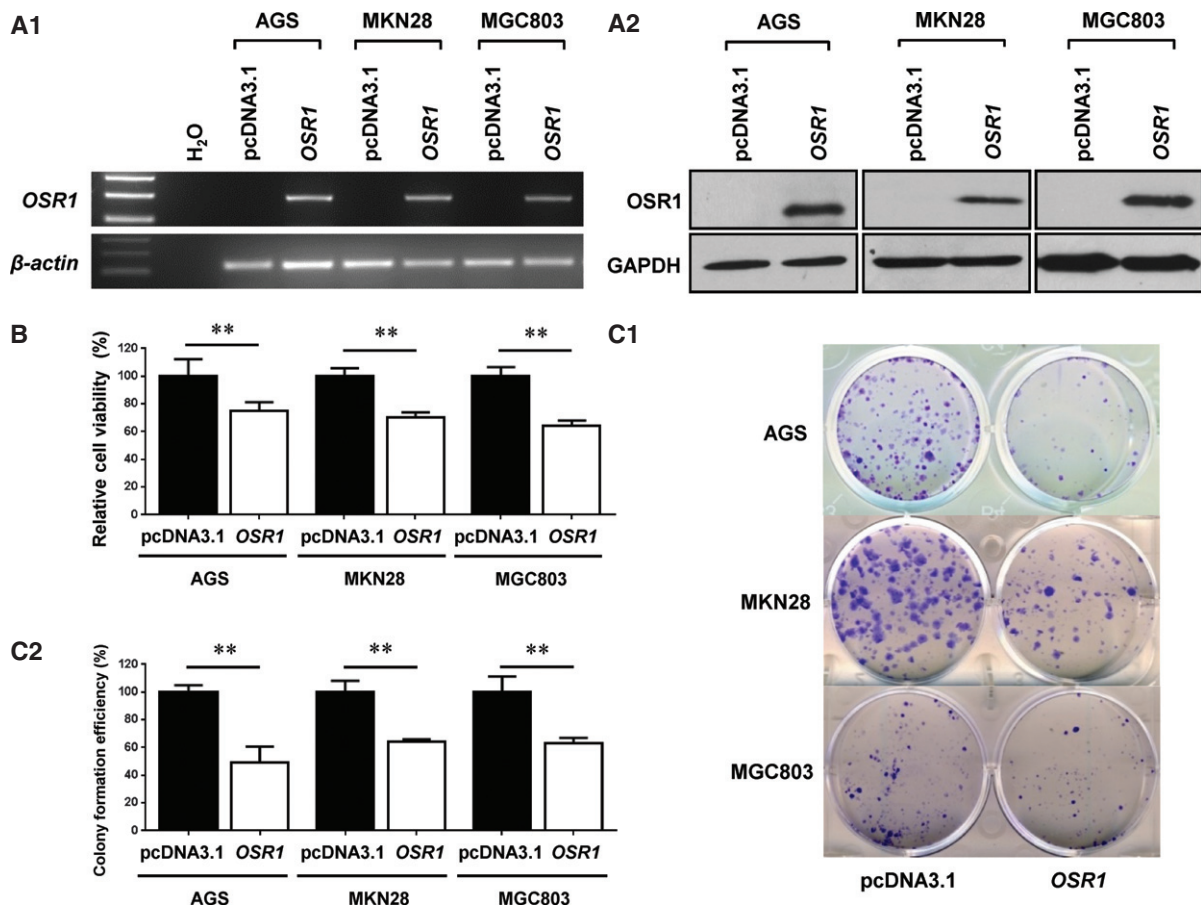 A1
AGS MKN28 MGC803
H₂O pcDNA3.1 OSR1 pcDNA3.1 OSR1 pcDNA3.1 OSR1
OSR1
β-actin
A2
AGS MKN28 MGC803
pcDNA3.1 OSR1 pcDNA3.1 OSR1 pcDNA3.1 OSR1
OSR1
GAPDH
B
Relative cell viability (%)
120
100
80
60
40
20
0
** ** **
pcDNA3.1 OSR1 pcDNA3.1 OSR1 pcDNA3.1 OSR1
AGS MKN28 MGC803
C2
Colony formation efficiency (%)
120
100
80
60
40
20
0
** ** **
pcDNA3.1 OSR1 pcDNA3.1 OSR1 pcDNA3.1 OSR1
AGS MKN28 MGC803
C1
AGS
MKN28
MGC803
pcDNA3.1 OSR1